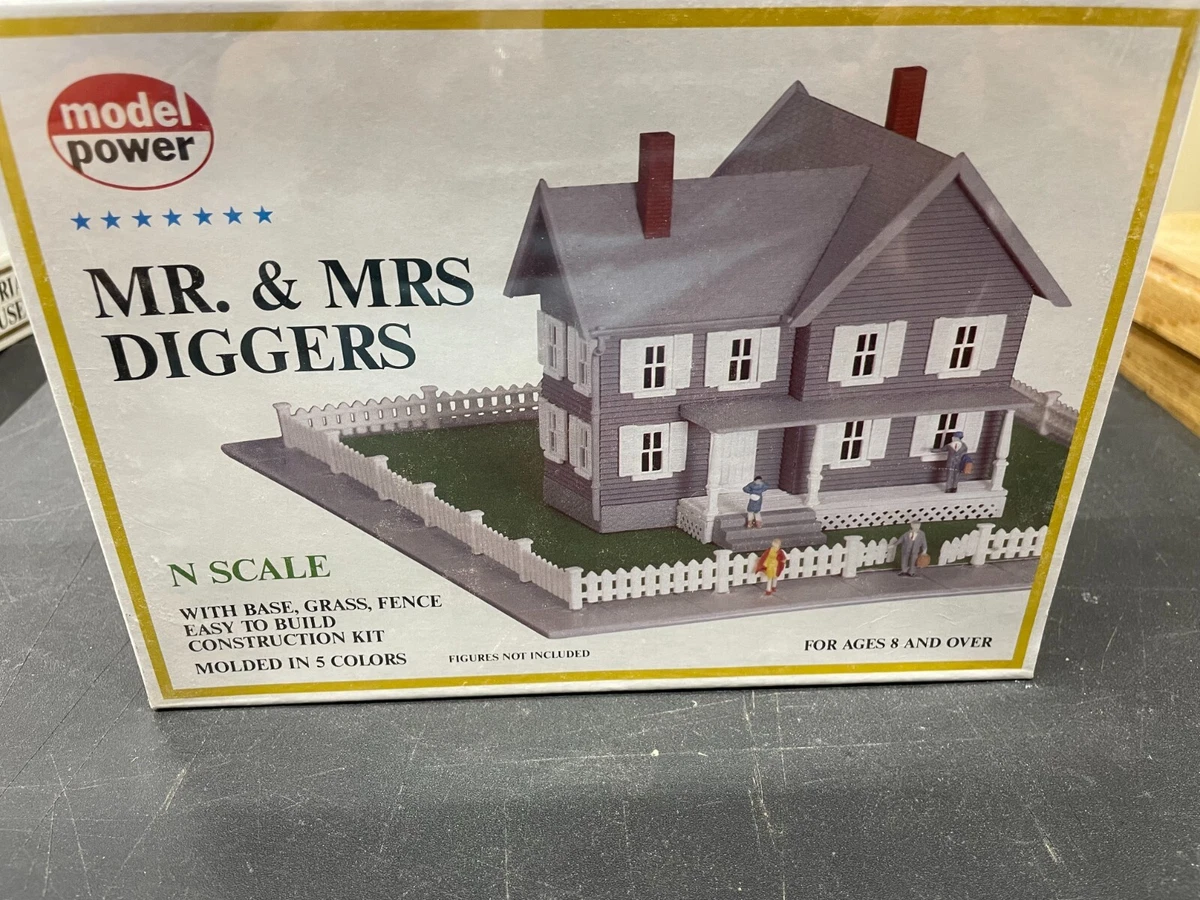 model
power
MR. & MRS
DIGGERS
N SCALE
WITH BASE, GRASS, FENCE
EASY TO BUILD
CONSTRUCTION KIT
MOLDED IN 5 COLORS
FIGURES NOT INCLUDED
FOR AGES 8 AND OVER